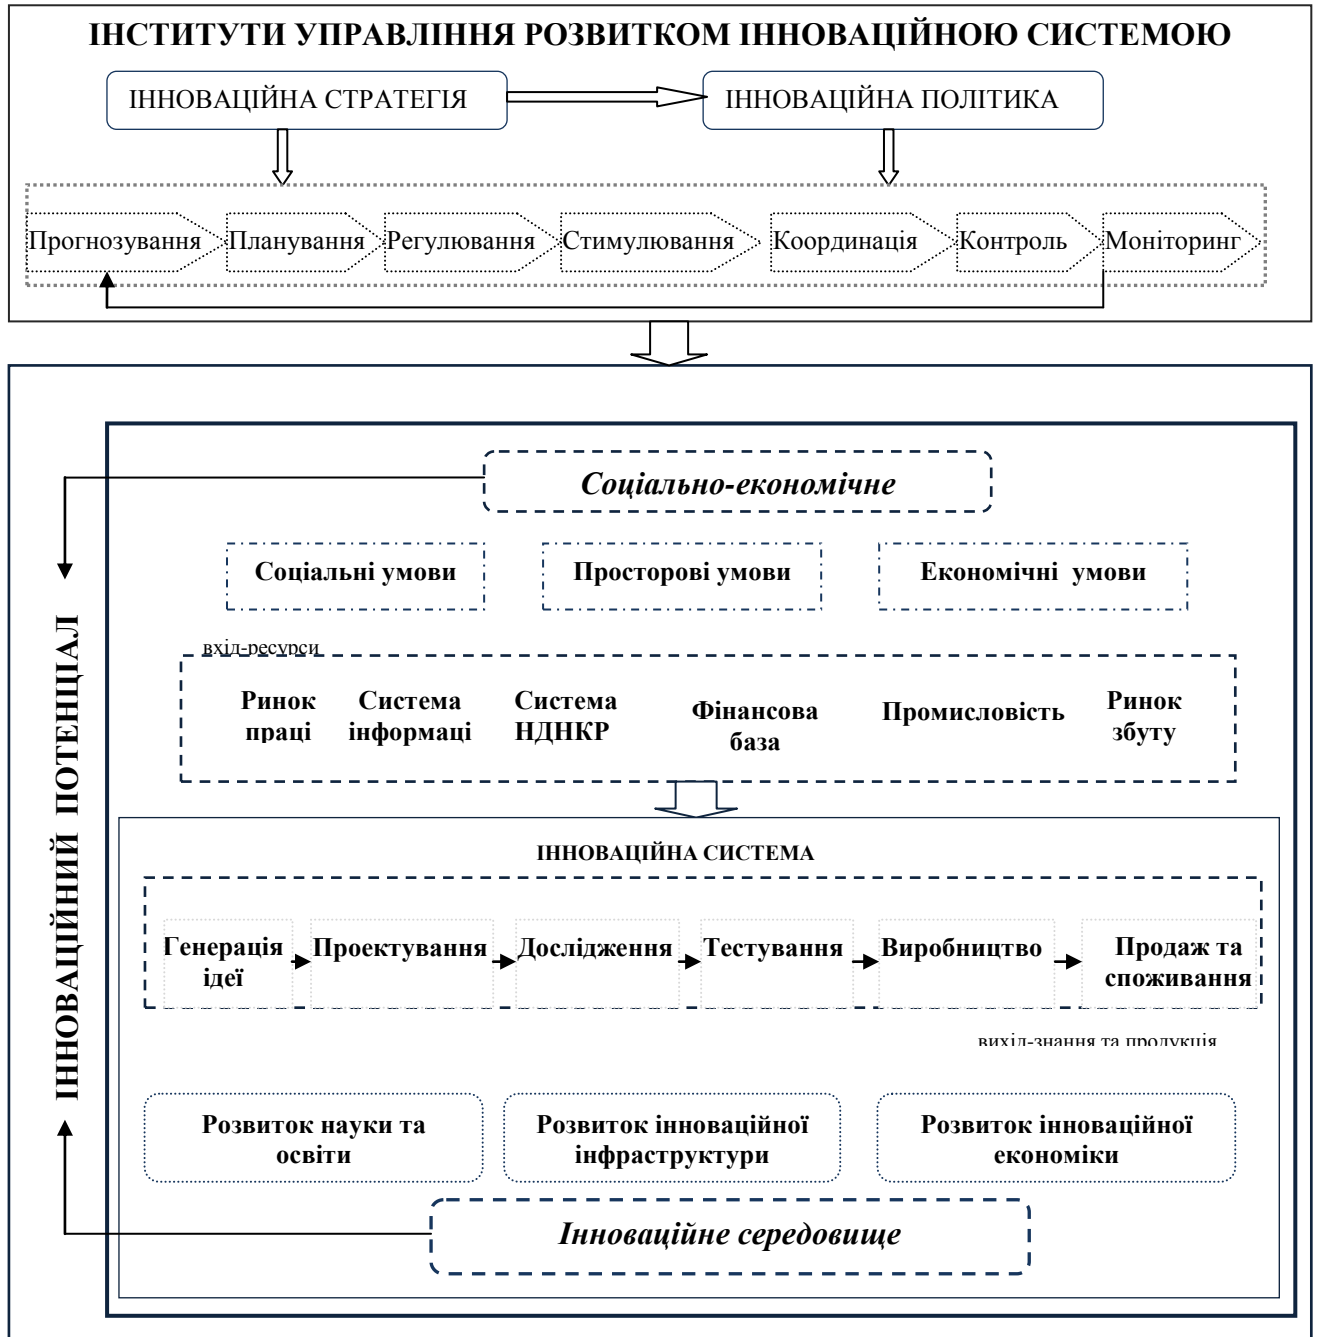 ІНСТИТУТИ УПРАВЛІННЯ РОЗВИТКОМ ІННОВАЦІЙНОЮ СИСТЕМОЮ
ІННОВАЦІЙНА СТРАТЕГІЯ
ІННОВАЦІЙНА ПОЛІТИКА
Прогнозування Планування Регулювання Стимулювання Координація Контроль Моніторинг
Соціально-економічне
Соціальні умови
Просторові умови
Економічні умови
ІННОВАЦІЙНИЙ ПОТЕНЦІАЛ
вхід-ресурси
Ринок
праці
Система
інформаці
Система
НДНКР
Фінансова
база
Промисловість
Ринок
збуту
ІННОВАЦІЙНА СИСТЕМА
Генерація
ідеї
Проектування
Дослідження
Тестування
Виробництво
Продаж та
споживання
вихід-знання та продукція
Розвиток науки та
освіти
Розвиток інноваційної
інфраструктури
Розвиток інноваційної
економіки
Інноваційне середовище